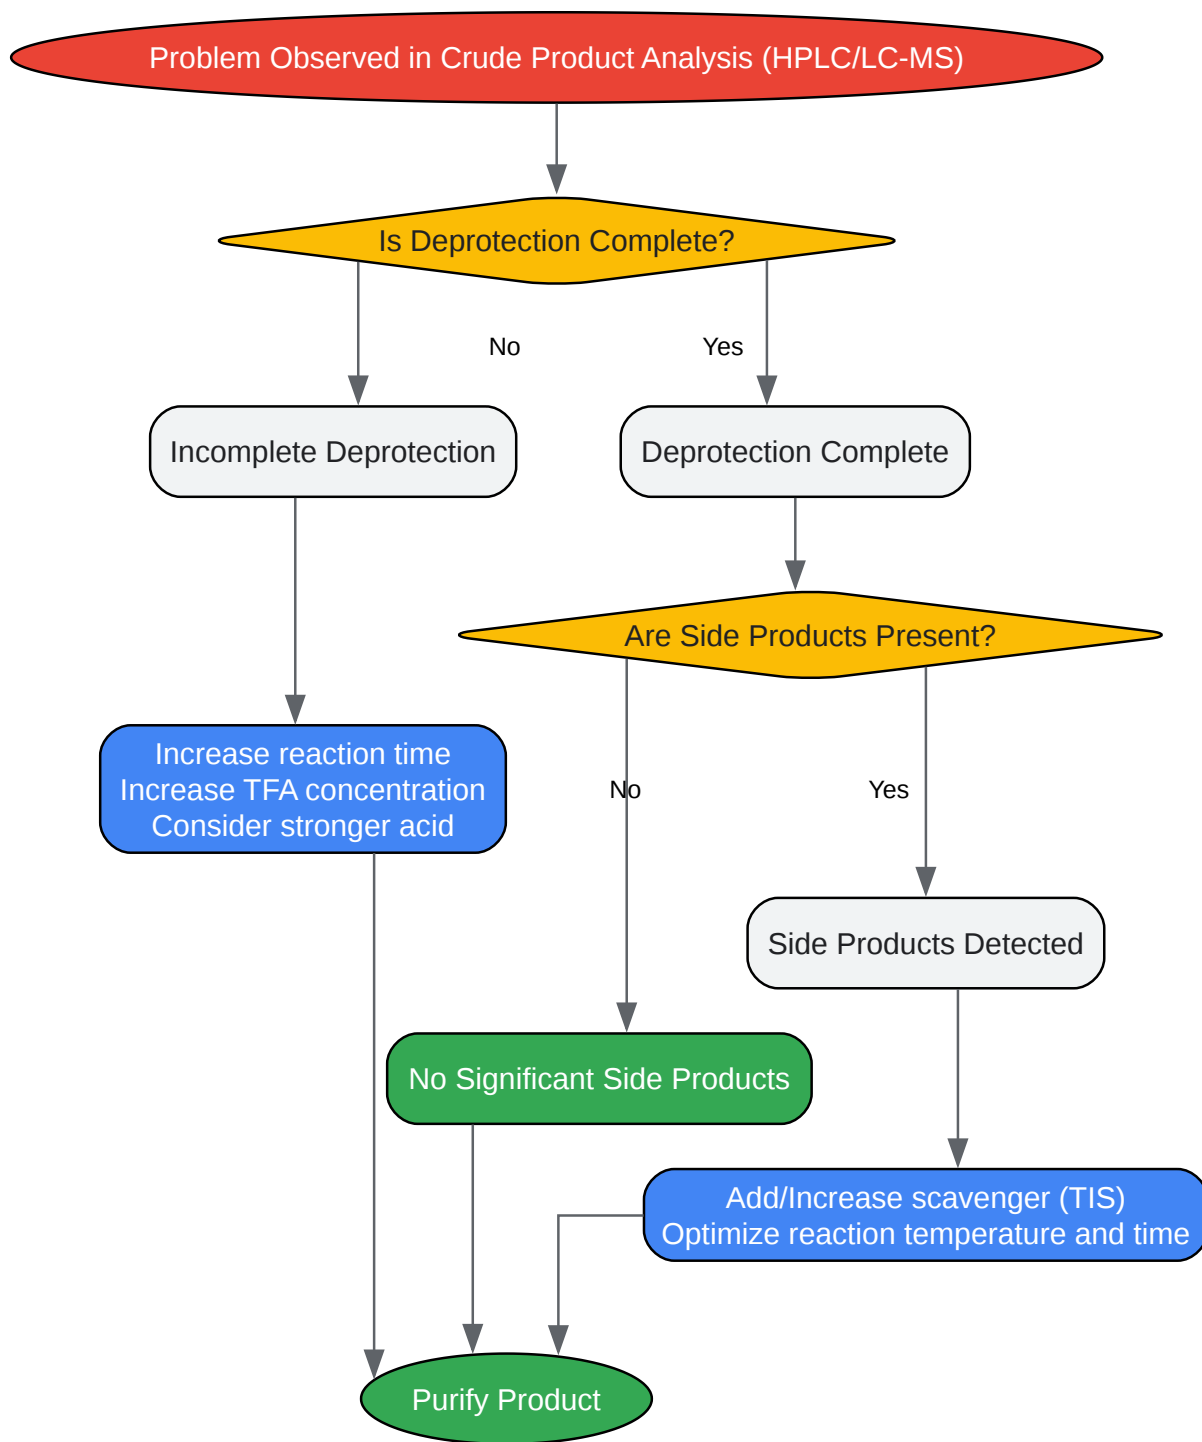 Problem Observed in Crude Product Analysis (HPLC/LC-MS)
Is Deprotection Complete?
No
Yes
Incomplete Deprotection
Deprotection Complete
Are Side Products Present?
Increase reaction time
Increase TFA concentration
Consider stronger acid
No
Yes
Side Products Detected
No Significant Side Products
Add/Increase scavenger (TIS)
Optimize reaction temperature and time
Purify Product